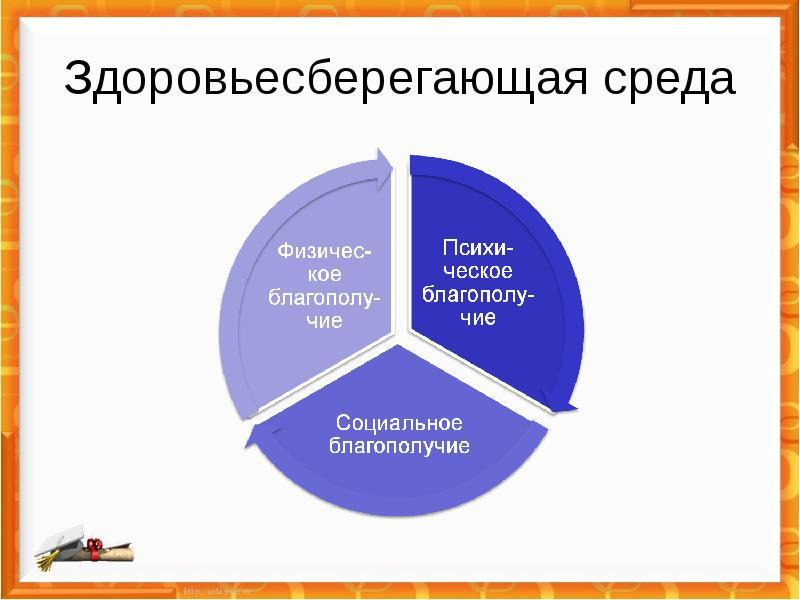 Здоровьесберегающая среда
Физичес-
кое
благополу-
чие
Психи-
ческое
благополу-
чие
Социальное
благополучие